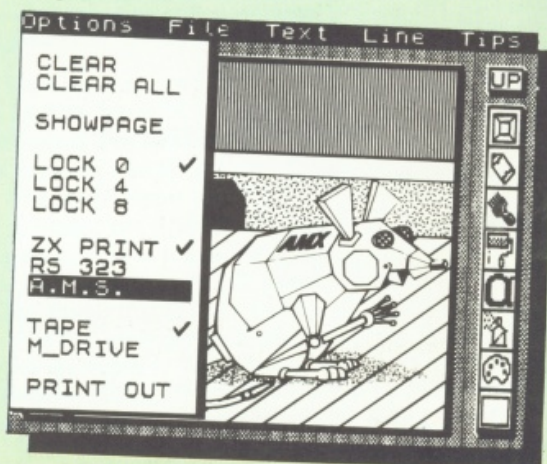 Options File Text Line Tips
CLEAR
CLEAR ALL
SHOWPAGE
LOCK 0 ✓
LOCK 4
LOCK 8
ZX PRINT ✓
RS 323
A.M.S.
TAPE ✓
M_DRIVE
PRINT OUT
UP
a
AMX